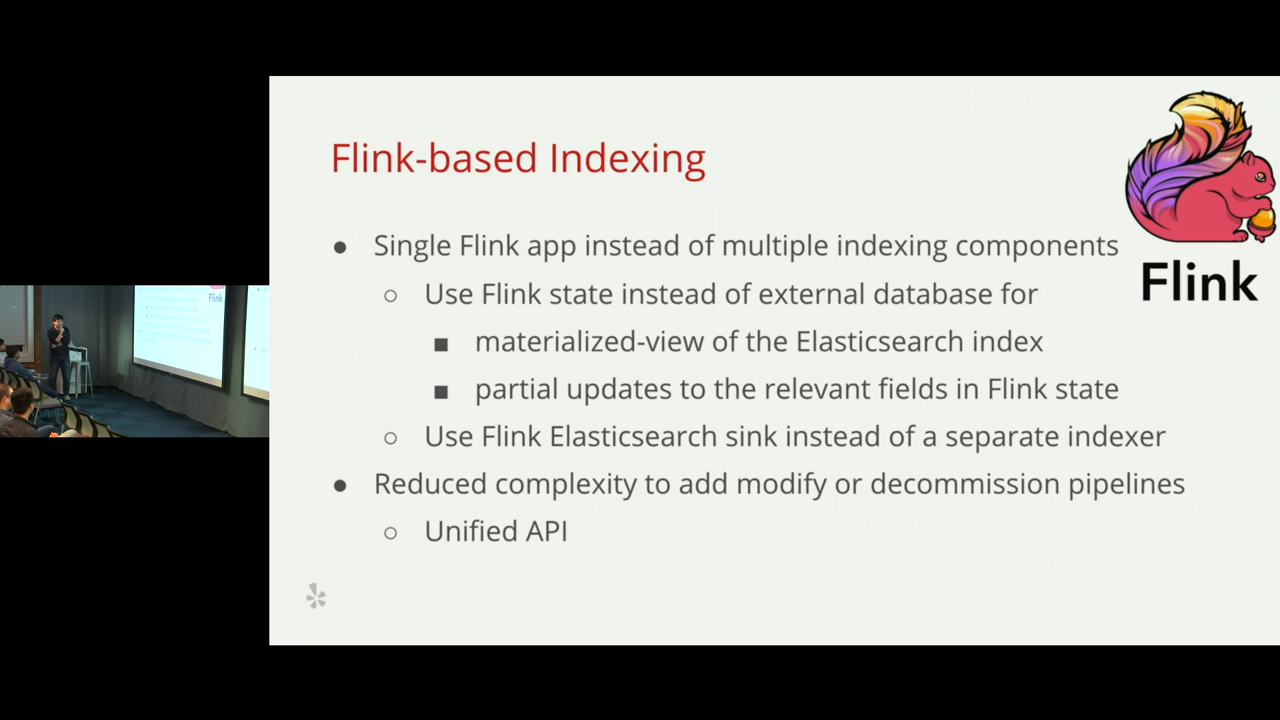 Flink-based Indexing
● Single Flink app instead of multiple indexing components
○ Use Flink state instead of external database for
■ materialized-view of the Elasticsearch index
■ partial updates to the relevant fields in Flink state
○ Use Flink Elasticsearch sink instead of a separate indexer
● Reduced complexity to add modify or decommission pipelines
○ Unified API
Flink
Flink